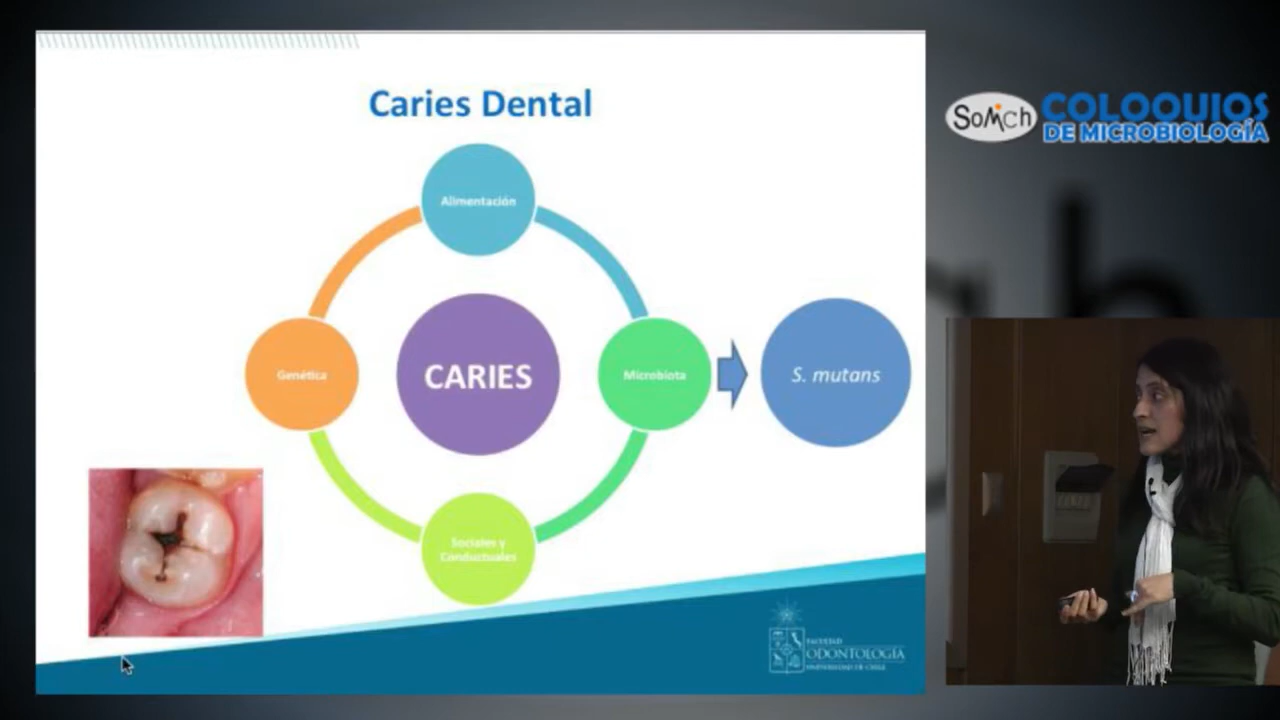 Caries Dental
Alimentación
Genética
CARIES
Microbiota
S. mutans
Sociales y
Conductuales
FACULTAD
ODONTOLOGÍA
UNIVERSIDAD DE CHILE
SOMich
COLOQUIOS
DE MICROBIOLOGÍA